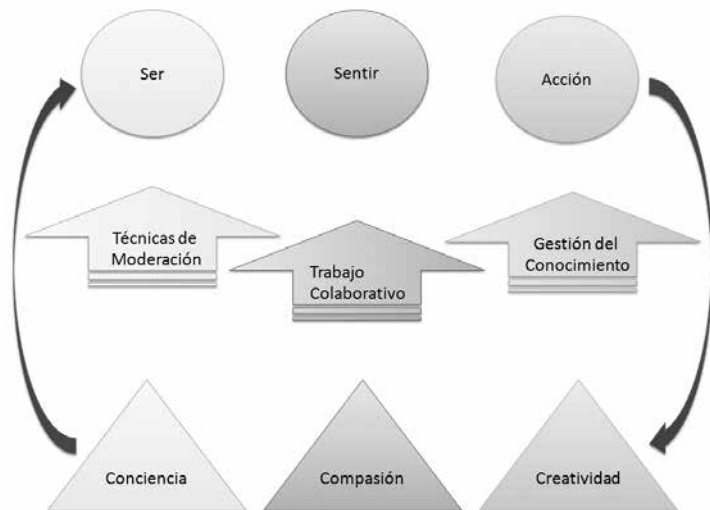 Ser
Sentir
Acción
Técnicas de
Moderación
Trabajo
Colaborativo
Gestión del
Conocimiento
Conciencia
Compasión
Creatividad